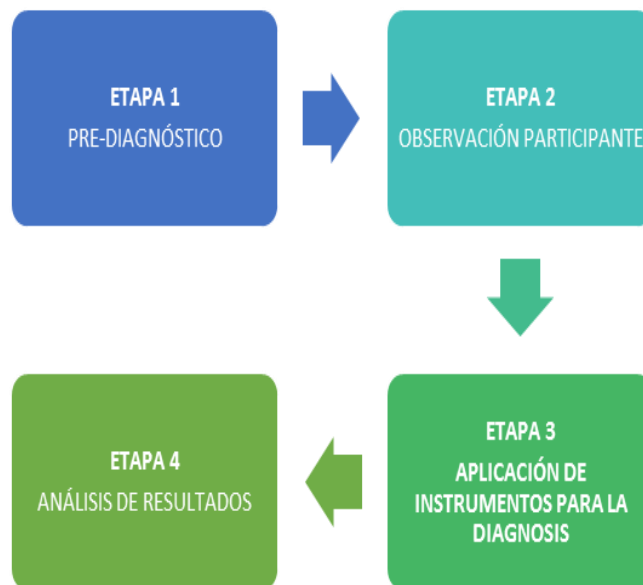 ETAPA 1
PRE-DIAGNÓSTICO
ETAPA 2
OBSERVACIÓN PARTICIPANTE
ETAPA 3
APLICACIÓN DE
INSTRUMENTOS PARA LA
DIAGNOSIS
ETAPA 4
ANÁLISIS DE RESULTADOS